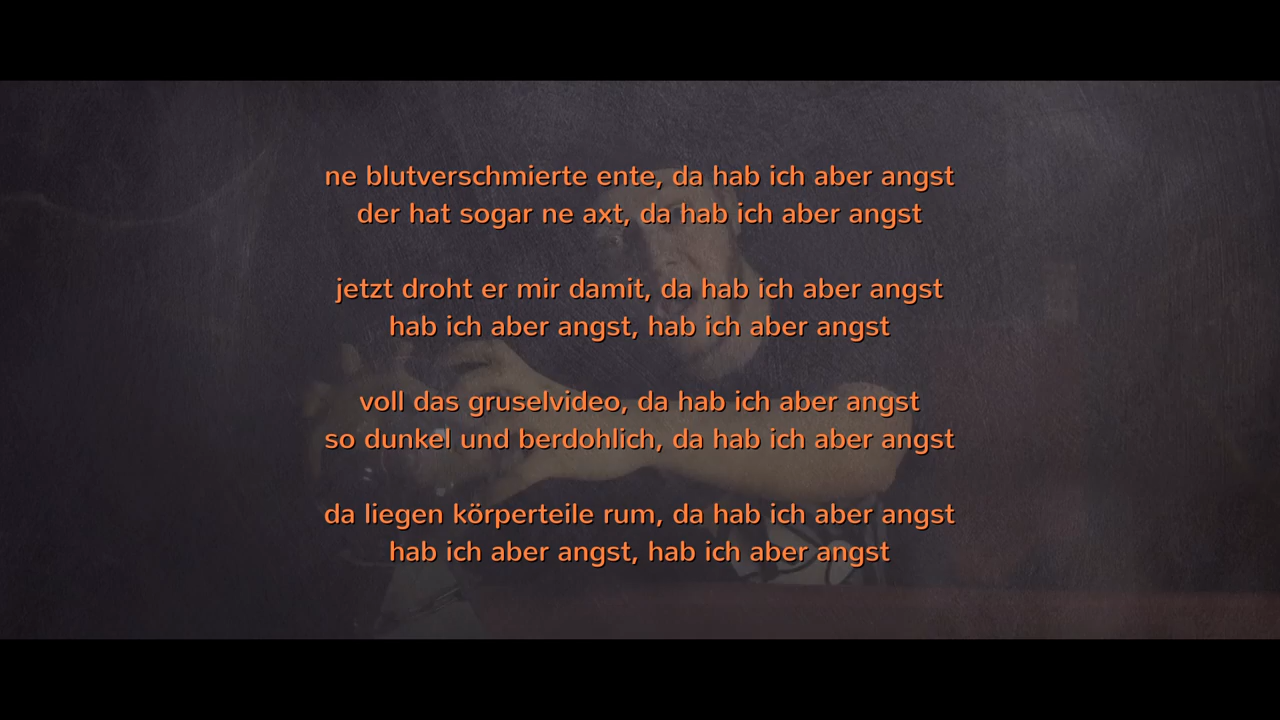 ne blutverschmierte ente, da hab ich aber angst
der hat sogar ne axt, da hab ich aber angst
jetzt droht er mir damit, da hab ich aber angst
hab ich aber angst, hab ich aber angst
voll das gruselvideo, da hab ich aber angst
so dunkel und berdohlich, da hab ich aber angst
da liegen körperteile rum, da hab ich aber angst
hab ich aber angst, hab ich aber angst